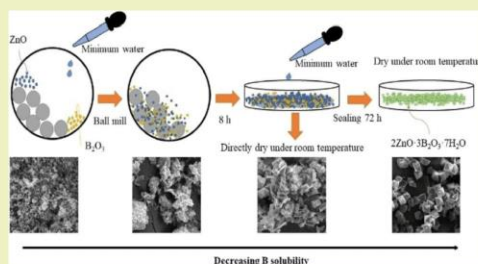 ZnO
Minimum water
Minimum water
Dry under room temperature
Ball mill
8 h
Sealing 72 h
B₂O₃
Directly dry under room temperature
2ZnO·3B₂O₃·7H₂O
Decreasing B solubility